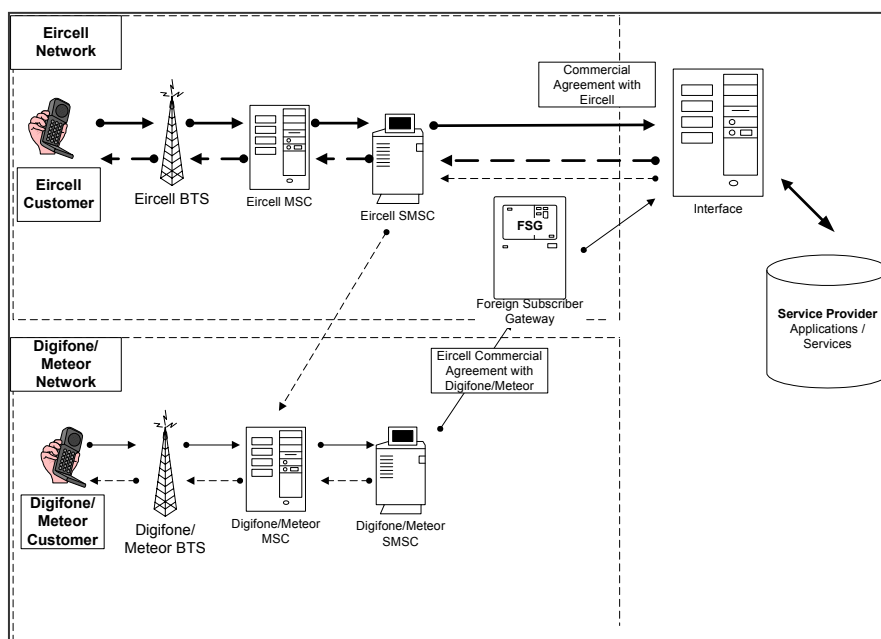 Eircell
Network
Commercial
Agreement with
Eircell
Eircell
Customer
Eircell BTS
Eircell MSC
Eircell SMSC
Interface
FSG
Foreign Subscriber
Gateway
Service Provider
Applications /
Services
Digifone/
Meteor
Network
Eircell Commercial
Agreement with
Digifone/Meteor
Digifone/
Meteor
Customer
Digifone/
Meteor BTS
Digifone/Meteor
MSC
Digifone/Meteor
SMSC